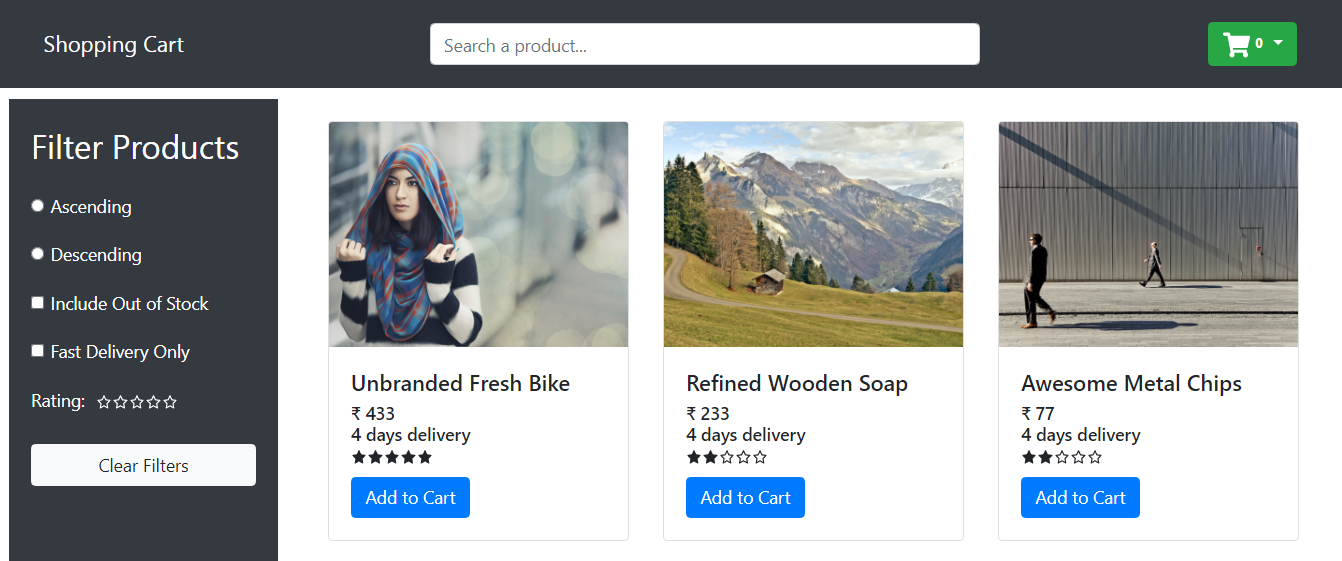 Shopping Cart
Search a product...
0
Filter Products
Ascending
Descending
Include Out of Stock
Fast Delivery Only
Rating:
Clear Filters
Unbranded Fresh Bike
₹ 433
4 days delivery
Add to Cart
Refined Wooden Soap
₹ 233
4 days delivery
Add to Cart
Awesome Metal Chips
₹ 77
4 days delivery
Add to Cart